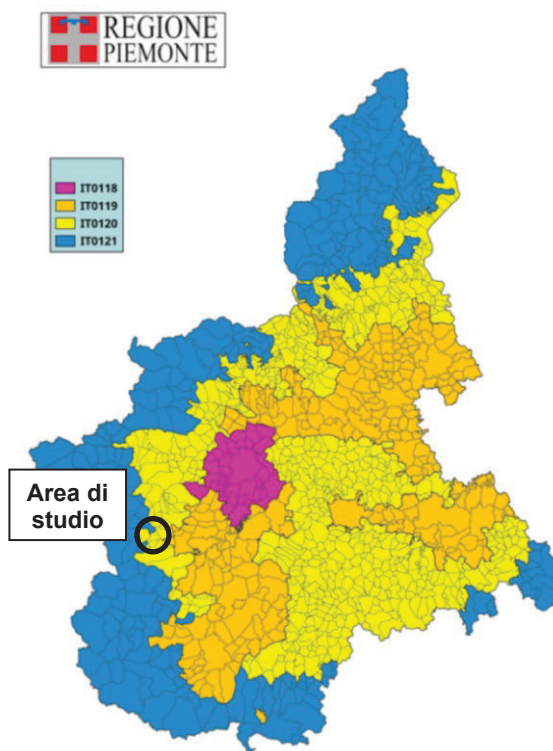 REGIONE
PIEMONTE
IT0118
IT0119
IT0120
IT0121
Area di
studio